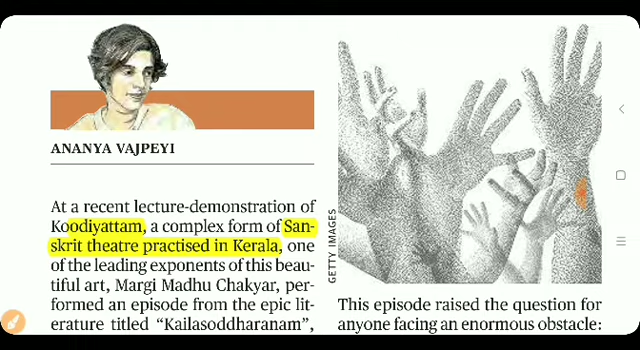 ANANYA VAJPEYI
At a recent lecture-demonstration of
Koodiyattam, a complex form of San-
skrit theatre practised in Kerala, one
of the leading exponents of this beau-
tiful art, Margi Madhu Chakyar, per-
formed an episode from the epic lit-
erature titled “Kailasoddharanam”,
GETTY IMAGES
This episode raised the question for
anyone facing an enormous obstacle: